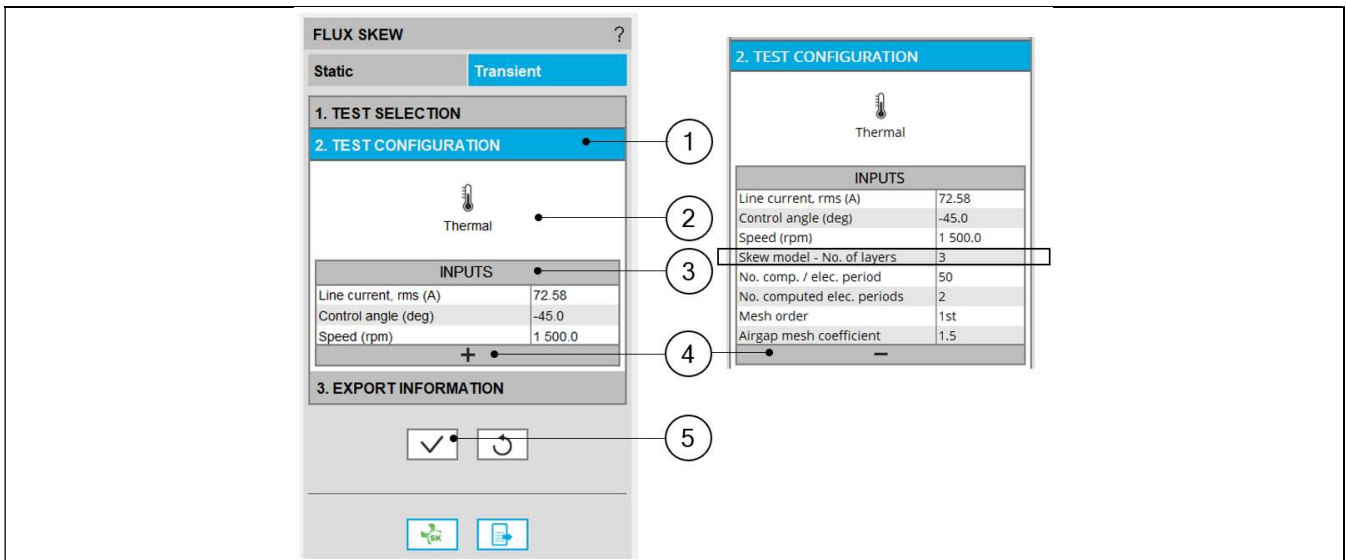 FLUX SKEW ?
Static Transient
1. TEST SELECTION
2. TEST CONFIGURATION
Thermal
INPUTS
Line current, rms (A) 72.58
Control angle (deg) -45.0
Speed (rpm) 1 500.0
+
3. EXPORT INFORMATION
SK
1
2
3
4
5
2. TEST CONFIGURATION
Thermal
INPUTS
Line current, rms (A) 72.58
Control angle (deg) -45.0
Speed (rpm) 1 500.0
Skew model - No. of layers 3
No. comp. / elec. period 50
No. computed elec. periods 2
Mesh order 1st
Airgap mesh coefficient 1.5
−